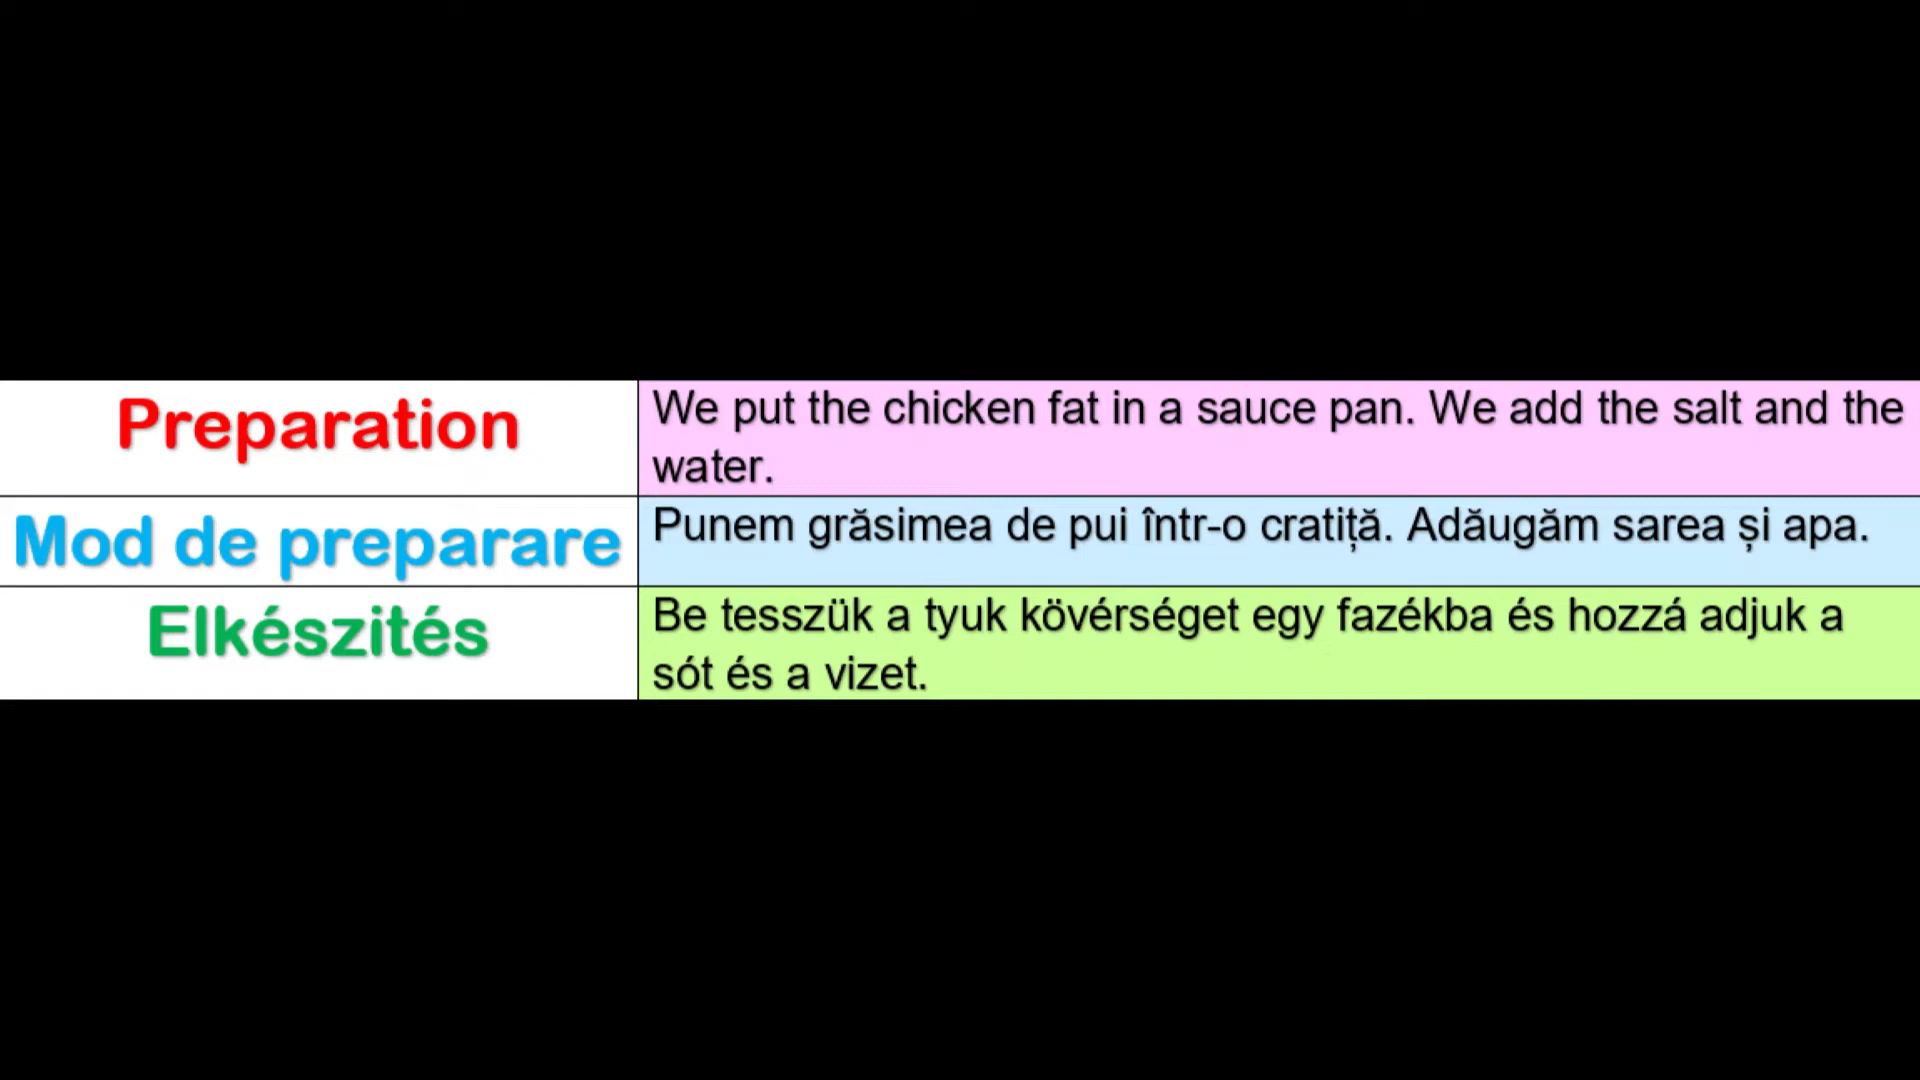 Preparation
We put the chicken fat in a sauce pan. We add the salt and the
water.
Mod de preparare
Punem grăsimea de pui într-o cratiță. Adăugăm sarea și apa.
Elkészités
Be tesszük a tyuk kövérséget egy fazékba és hozzá adjuk a
sót és a vizet.